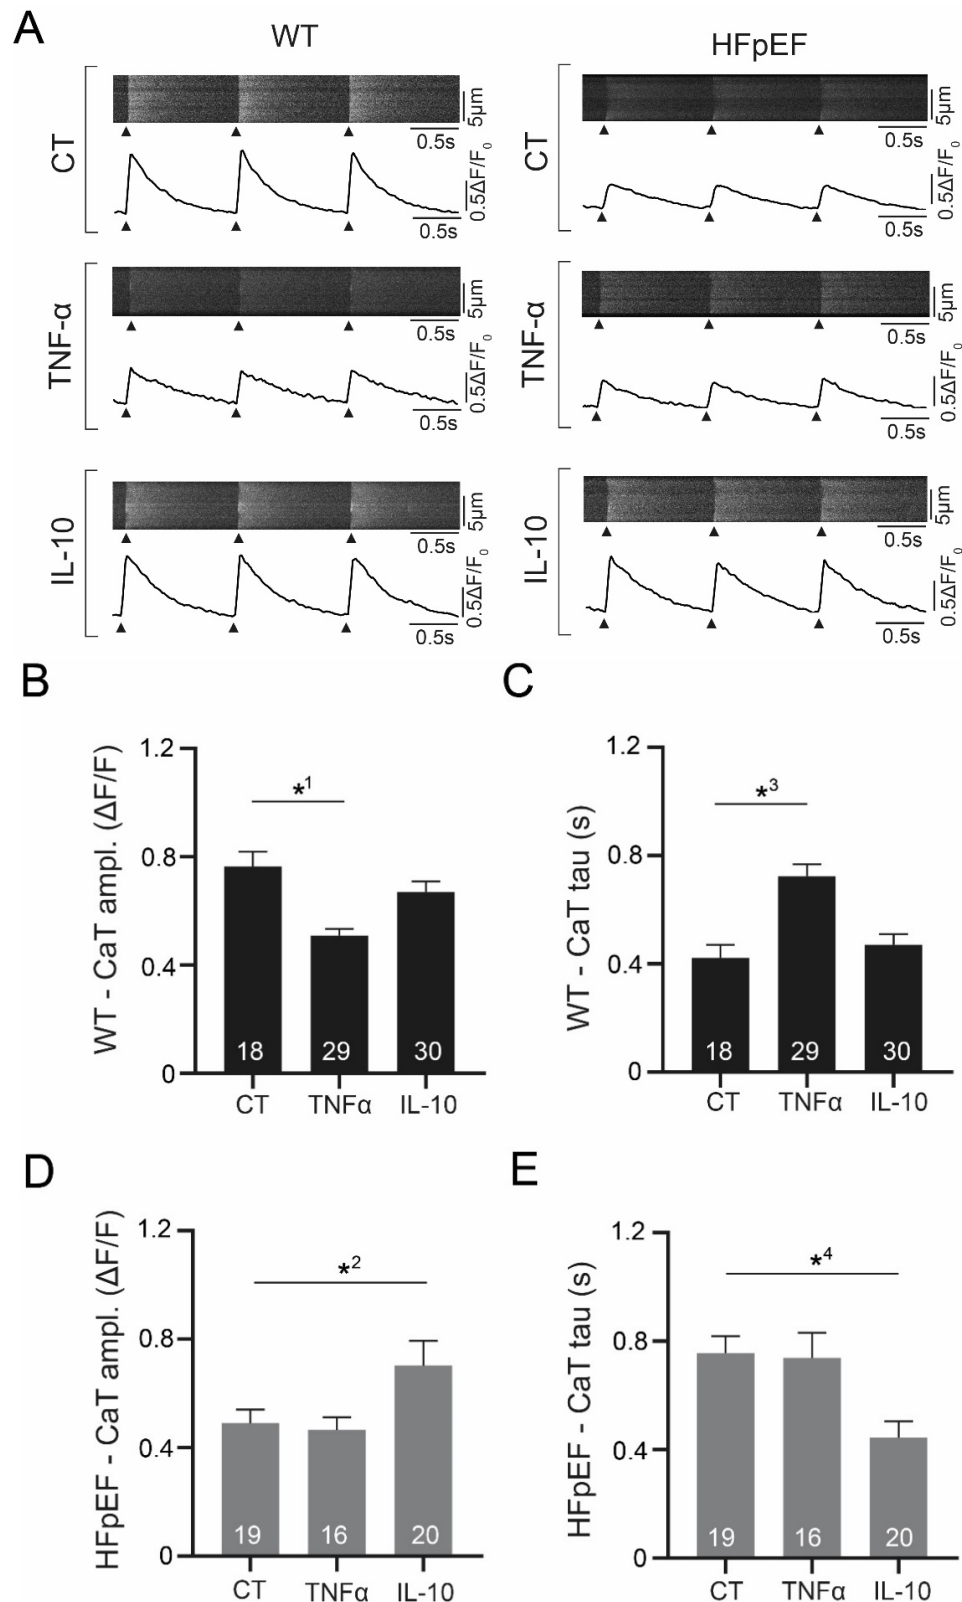 A
WT
HFpEF
CT
5μm
0.5s
0.5ΔF/F0
0.5s
CT
5μm
0.5s
0.5ΔF/F0
0.5s
TNF-α
5μm
0.5s
0.5ΔF/F0
0.5s
TNF-α
5μm
0.5s
0.5ΔF/F0
0.5s
IL-10
5μm
0.5s
0.5ΔF/F0
0.5s
IL-10
5μm
0.5s
0.5ΔF/F0
0.5s
B
WT - CaT ampl. (ΔF/F)
1.2
0.8
0.4
0
*1
18
29
30
CT
TNFα
IL-10
C
WT - CaT tau (s)
1.2
0.8
0.4
0
*3
18
29
30
CT
TNFα
IL-10
D
HFpEF - CaT ampl. (ΔF/F)
1.2
0.8
0.4
0
*2
19
16
20
CT
TNFα
IL-10
E
HFpEF - CaT tau (s)
1.2
0.8
0.4
0
*4
19
16
20
CT
TNFα
IL-10